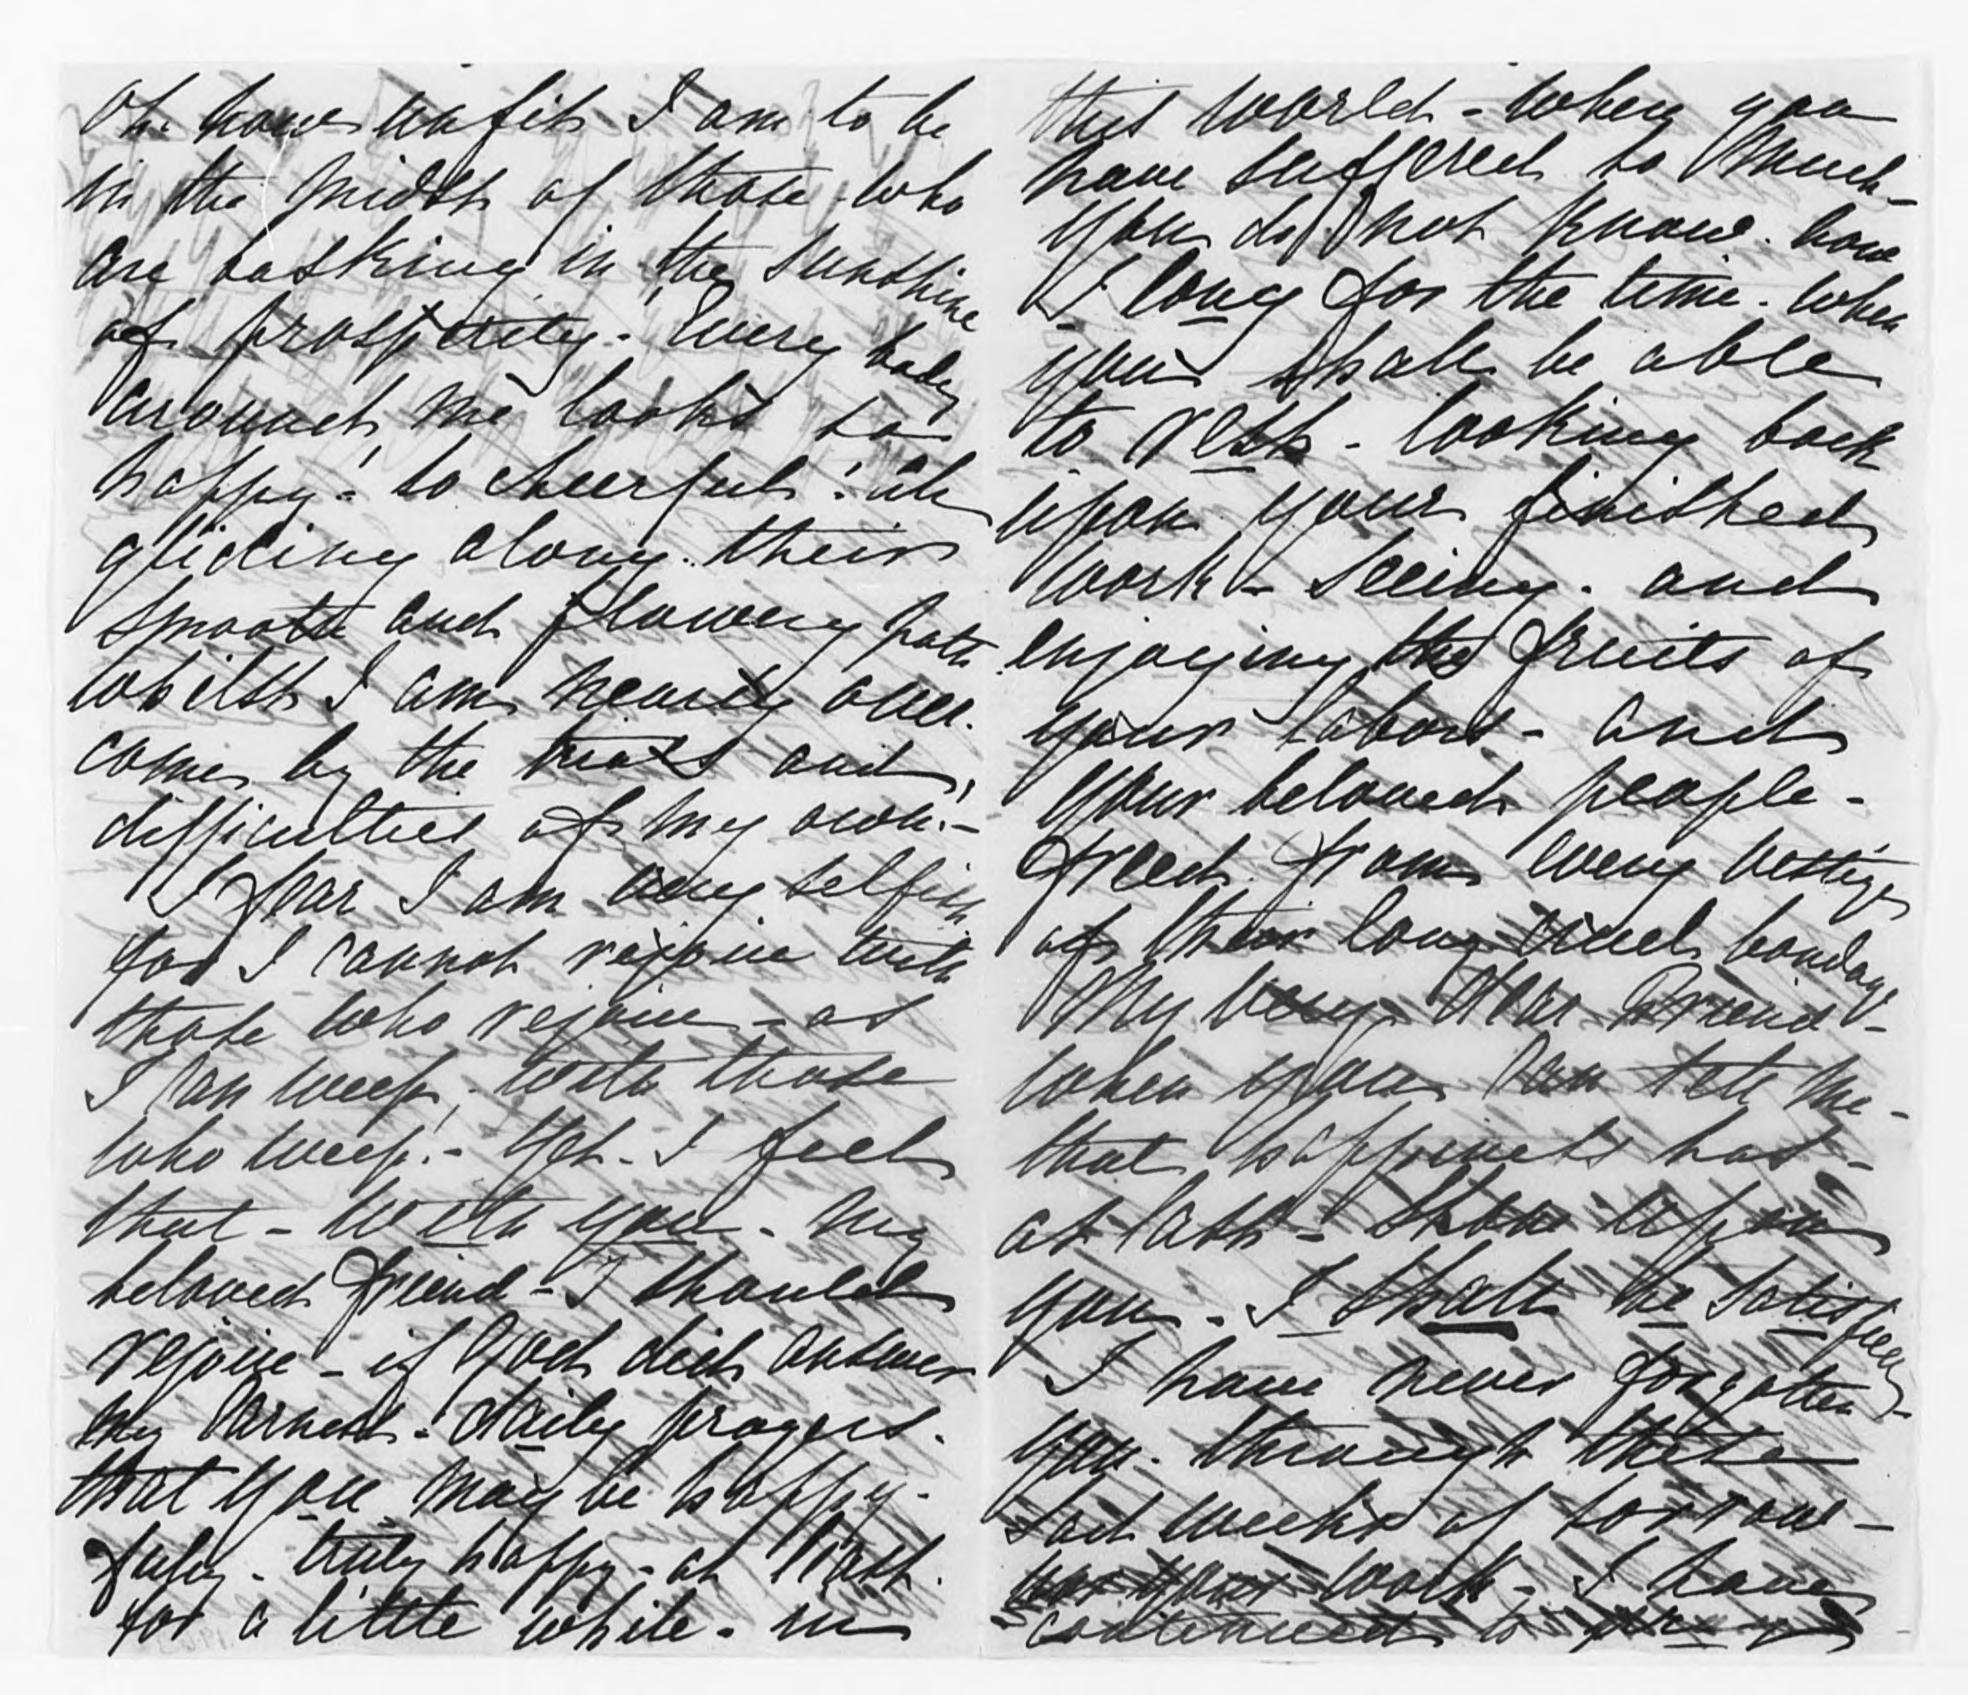 Oh. how unfit I am to be
in the midst of those - who
are basking in the sunshine
of prosperity - Every body
around me looks so
happy - so cheerful! all
gliding along - their
smooth and flowery path
whilst I am nearly over-
come by the trials and
difficulties of my own! -
I fear I am very selfish
for I cannot rejoice with
those who rejoice - as
I can weep - with those
who weep! - Yet - I feel
that - with you - my
beloved friend - I should
rejoice - if God did answer
my earnest - daily prayers.
that you may be happy -
fully - truly happy - at least.
for a little while - in
this world - when you
have suffered so much -
You do not know - how
I long for the time - when
you shall be able
to rest - looking back
upon your finished
work - seeing - and
enjoying the fruits of
your labors - and
your beloved people -
freed from every vestige
of their long cruel bondage
My very dear Friend -
when you can tell me -
that happiness has -
at last - shone upon
you - I shall be satisfied -
I have never forgotten
you - through these
sad weeks of sorrow -
nor your work - I have
continued to pray